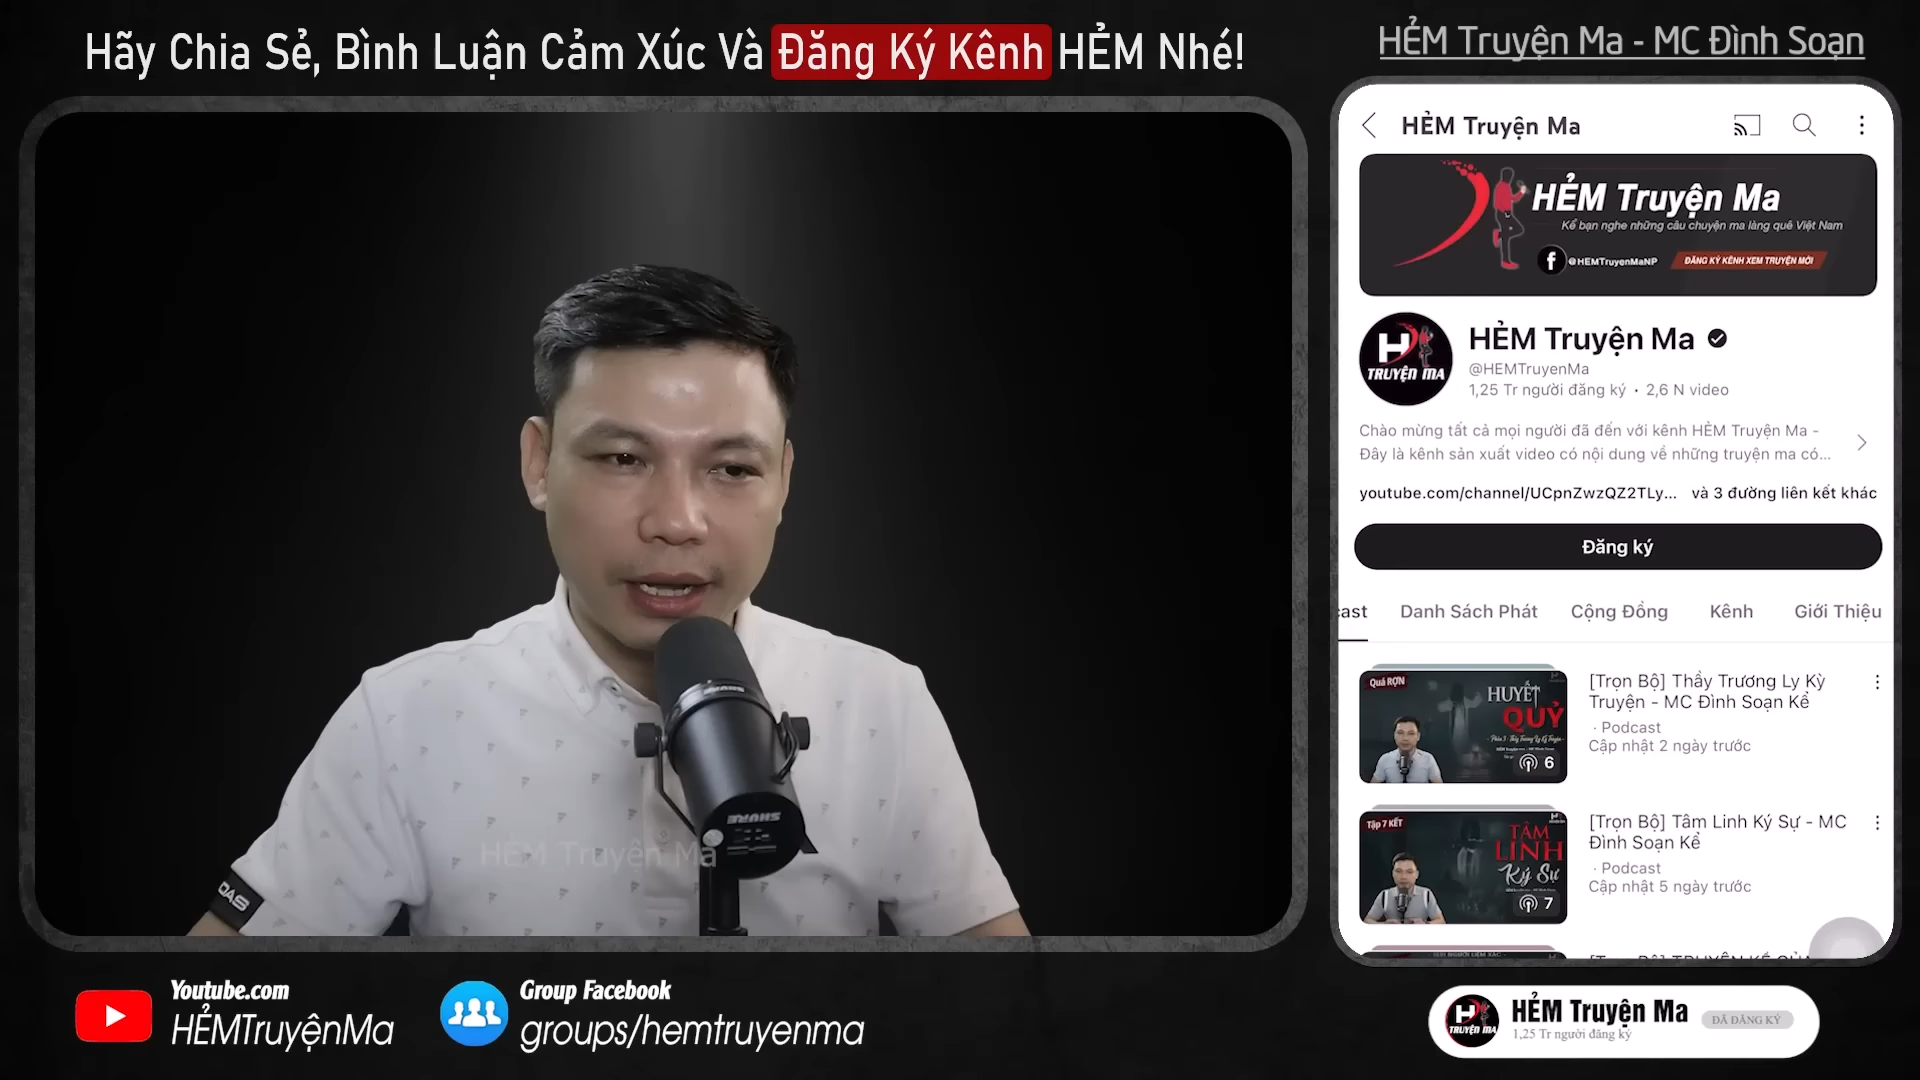 Hãy Chia Sẻ, Bình Luận Cảm Xúc Và Đăng Ký Kênh HẺM Nhé!
HẺM Truyện Ma - MC Đình Soạn
HẺM Truyện Ma
HẺM Truyện Ma
Kể bạn nghe những câu chuyện ma làng quê Việt Nam
@HEMTruyenMaNP
ĐĂNG KÝ KÊNH XEM TRUYỆN MỚI
H
TRUYỆN MA
HẺM Truyện Ma
@HEMTruyenMa
1,25 Tr người đăng ký • 2,6 N video
Chào mừng tất cả mọi người đã đến với kênh HẺM Truyện Ma -
Đây là kênh sản xuất video có nội dung về những truyện ma có...
youtube.com/channel/UCpnZwzQZ2TLy... và 3 đường liên kết khác
Đăng ký
cast Danh Sách Phát Cộng Đồng Kênh Giới Thiệu
Quá RỢN
HUYẾT
QUỶ
6
[Trọn Bộ] Thầy Trương Ly Kỳ
Truyện - MC Đình Soạn Kể
· Podcast
Cập nhật 2 ngày trước
Tập 7 KẾT
TÂM
LINH
Ký Sự
7
[Trọn Bộ] Tâm Linh Ký Sự - MC
Đình Soạn Kể
· Podcast
Cập nhật 5 ngày trước
SHURE
SHURE
HẺM Truyện Ma
DAS
Youtube.com
HẺMTruyệnMa
Group Facebook
groups/hemtruyenma
H
TRUYỆN MA
HẺM Truyện Ma
1,25 Tr người đăng ký
ĐÃ ĐĂNG KÝ